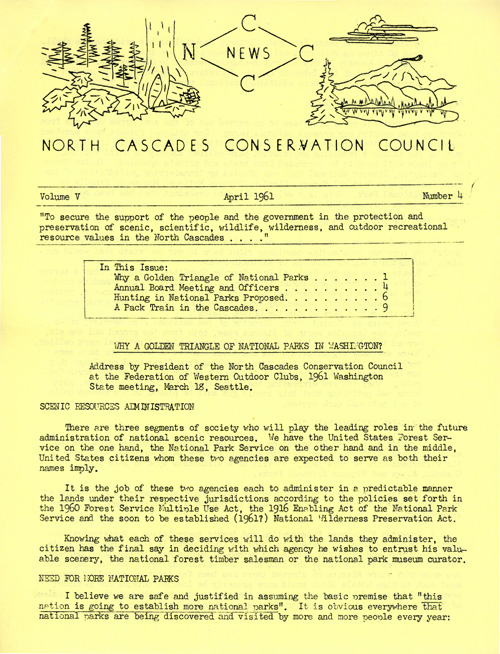 C
N NEWS C
C
NORTH CASCADES CONSERVATION COUNCIL
Volume V April 1961 Number 4
"To secure the support of the people and the government in the protection and
preservation of scenic, scientific, wildlife, wilderness, and outdoor recreational
resource values in the North Cascades . . . ."
In This Issue:
Why a Golden Triangle of National Parks . . . . . . . 1
Annual Board Meeting and Officers . . . . . . . . . . 4
Hunting in National Parks Proposed. . . . . . . . . . 6
A Pack Train in the Cascades. . . . . . . . . . . . . 9
WHY A GOLDEN TRIANGLE OF NATIONAL PARKS IN WASHINGTON?
Address by President of the North Cascades Conservation Council
at the Federation of Western Outdoor Clubs, 1961 Washington
State meeting, March 18, Seattle.
SCENIC RESOURCES ADMINISTRATION
There are three segments of society who will play the leading roles in the future
administration of national scenic resources. We have the United States Forest Ser-
vice on the one hand, the National Park Service on the other hand and in the middle,
United States citizens whom these two agencies are expected to serve as both their
names imply.
It is the job of these two agencies each to administer in a predictable manner
the lands under their respective jurisdictions according to the policies set forth in
the 1960 Forest Service Multiple Use Act, the 1916 Enabling Act of the National Park
Service and the soon to be established (1961?) National Wilderness Preservation Act.
Knowing what each of these services will do with the lands they administer, the
citizen has the final say in deciding with which agency he wishes to entrust his valu-
able scenery, the national forest timber salesman or the national park museum curator.
NEED FOR MORE NATIONAL PARKS
I believe we are safe and justified in assuming the basic premise that "this
nation is going to establish more national parks". It is obvious everywhere that
national parks are being discovered and visited by more and more people every year: